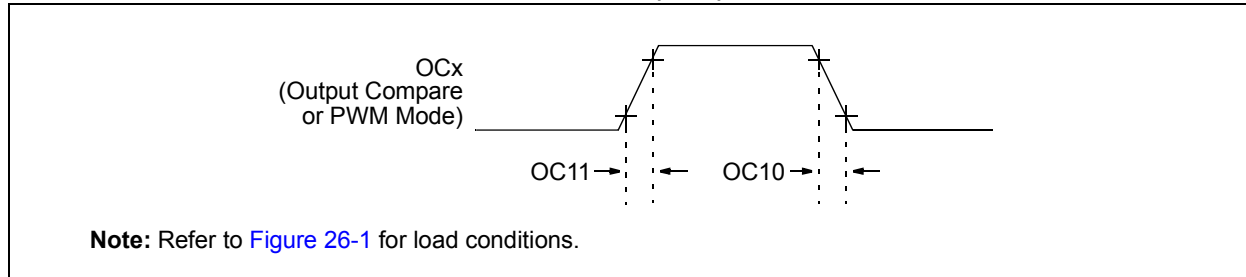 OCx
(Output Compare
or PWM Mode)
OC11
OC10
Note: Refer to Figure 26-1 for load conditions.